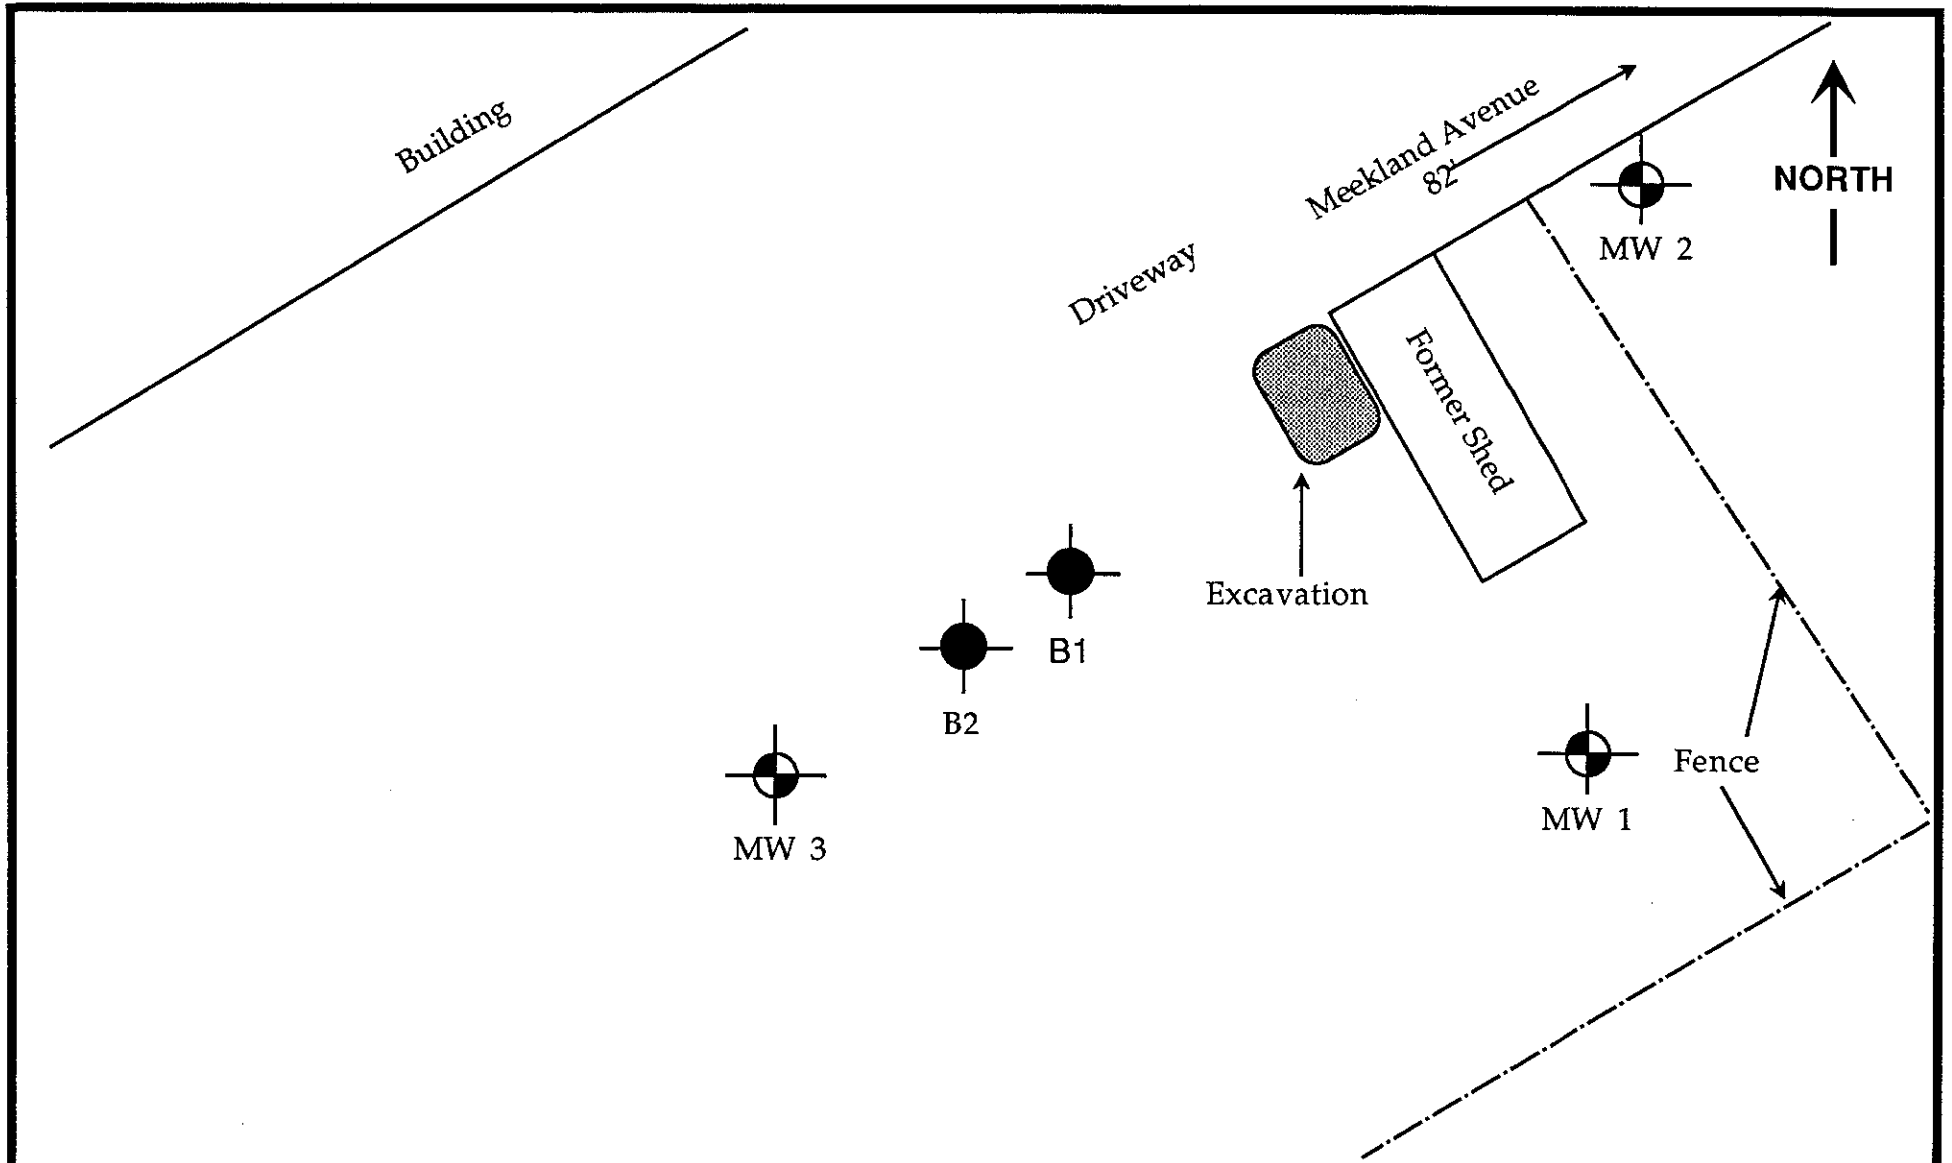 Building
Meekland Avenue
82'
NORTH
MW 2
Driveway
Former Shed
Excavation
B1
B2
MW 3
MW 1
Fence